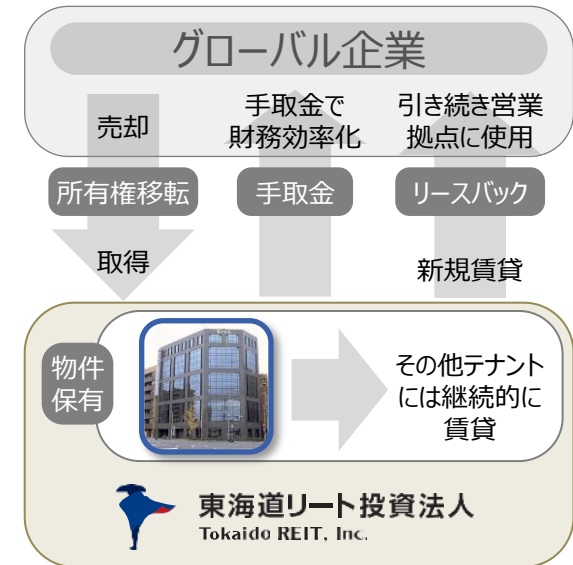 グローバル企業
売却
手取金で
財務効率化
引き続き営業
拠点に使用
所有権移転
手取金
リースバック
取得
新規賃貸
物件
保有
その他テナント
には継続的に
賃貸
東海道リート投資法人
Tokaido REIT, Inc.